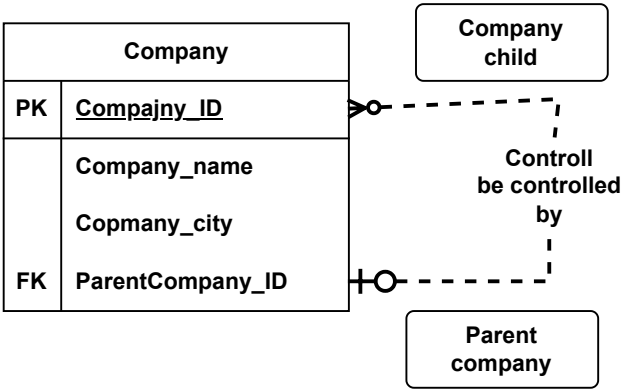 Company
Company
child
PK Compajny_ID
Company_name
Controll
be controlled
by
Copmany_city
FK ParentCompany_ID
Parent
company